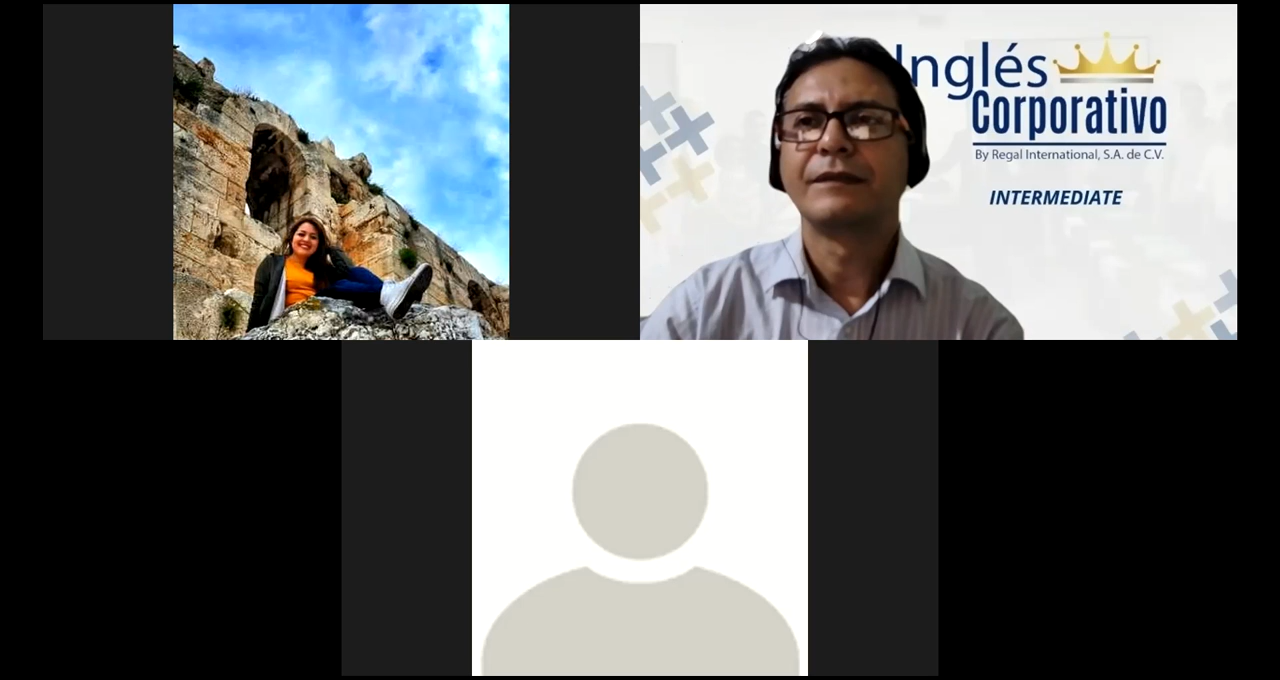 Inglés
Corporativo
By Regal International, S.A. de C.V.
INTERMEDIATE